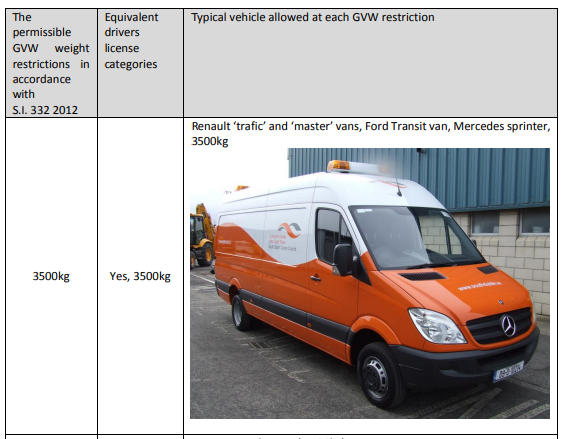 The
permissible
GVW weight
restrictions in
accordance
with
S.I. 332 2012
Equivalent
drivers
license
categories
Typical vehicle allowed at each GVW restriction
3500kg
Yes, 3500kg
Renault ‘trafic’ and ‘master’ vans, Ford Transit van, Mercedes sprinter,
3500kg